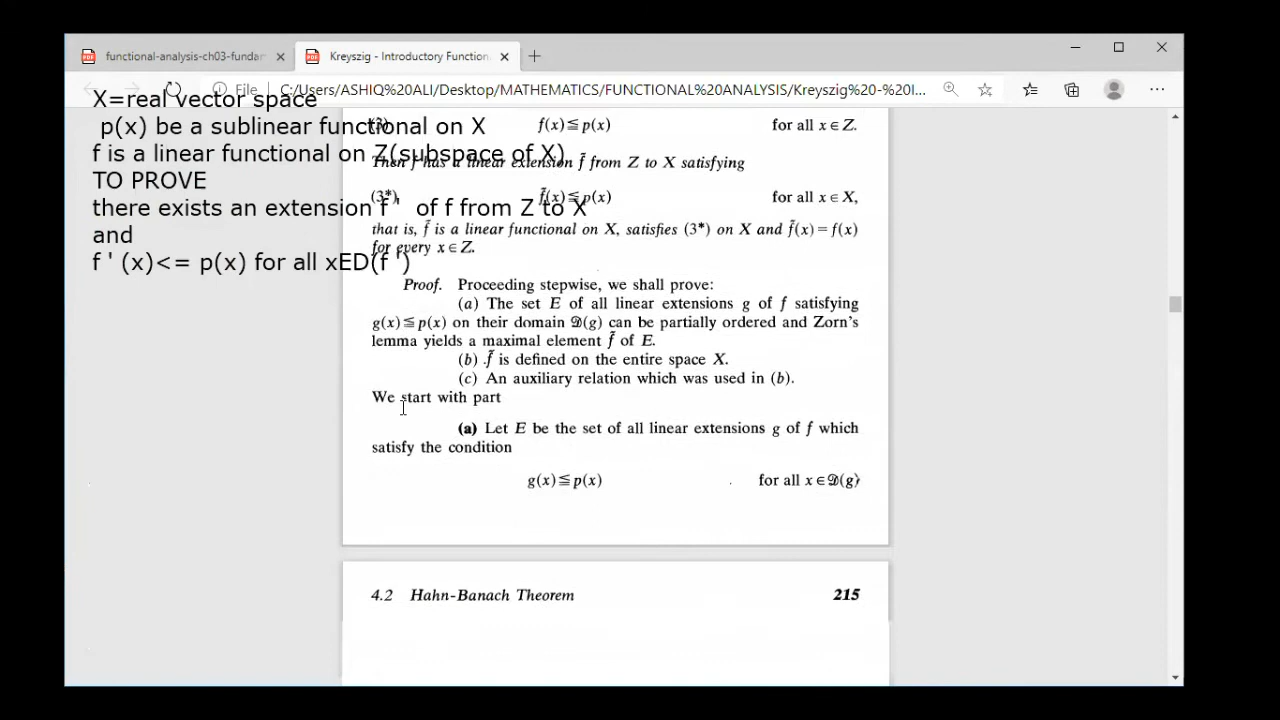 functional-analysis-ch03-fundar
Kreyszig - Introductory Function
File C:/Users/ASHIQ%20ALI/Desktop/MATHEMATICS/FUNCTIONAL%20ANALYSIS/Kreyszig%20-%20I...
X=real vector space
p(x) be a sublinear functional on X
f is a linear functional on Z(subspace of X)
TO PROVE
there exists an extension f ' of f from Z to X
and
f ' (x)<= p(x) for all xED(f ')
(3) f(x)≦p(x) for all x∈Z.
Then f has a linear extension f̃ from Z to X satisfying
(3*) f̃(x)≦p(x) for all x∈X,
that is, f̃ is a linear functional on X, satisfies (3*) on X and f̃(x)=f(x)
for every x∈Z.
Proof. Proceeding stepwise, we shall prove:
(a) The set E of all linear extensions g of f satisfying
g(x)≦p(x) on their domain 𝒟(g) can be partially ordered and Zorn's
lemma yields a maximal element f̃ of E.
(b) f̃ is defined on the entire space X.
(c) An auxiliary relation which was used in (b).
We start with part
(a) Let E be the set of all linear extensions g of f which
satisfy the condition
g(x)≦p(x) for all x∈𝒟(g)
4.2 Hahn-Banach Theorem 215